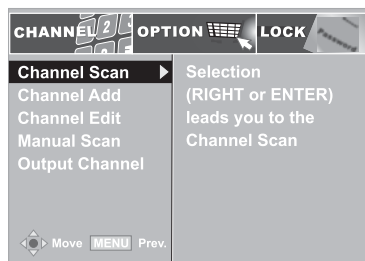 CHANNEL 2 OPTION LOCK
Channel Scan
Channel Add
Channel Edit
Manual Scan
Output Channel
Selection
(RIGHT or ENTER)
leads you to the
Channel Scan
Move MENU Prev.